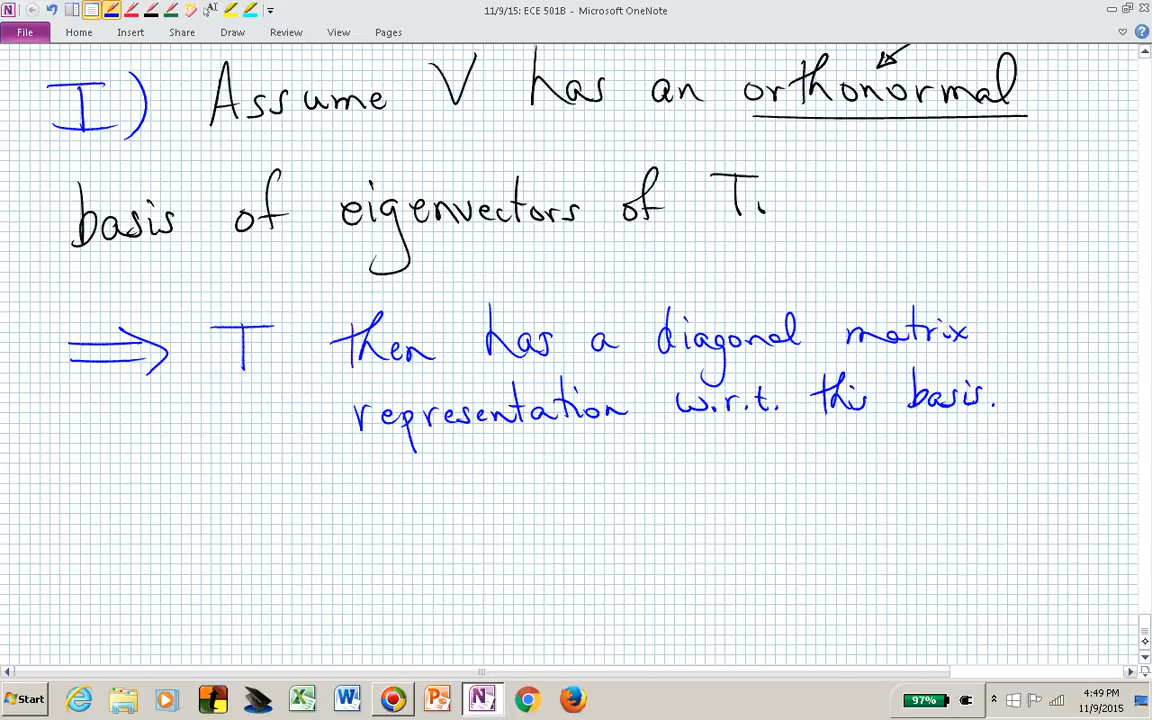 11/9/15: ECE 501B - Microsoft OneNote
File Home Insert Share Draw Review View Pages
I) Assume V has an orthonormal
basis of eigenvectors of T.
⇒ T then has a diagonal matrix
representation w.r.t. this basis.
Start
97%
4:49 PM
11/9/2015